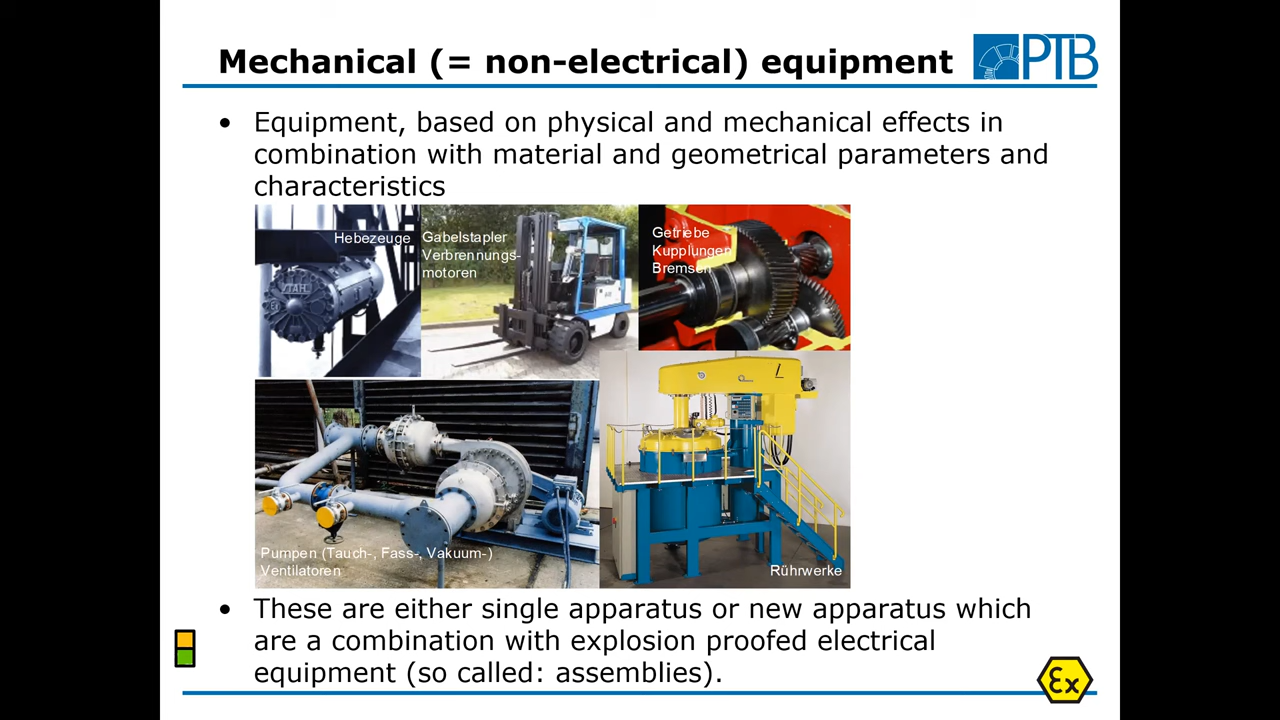 Mechanical (= non-electrical) equipment
PTB
• Equipment, based on physical and mechanical effects in
combination with material and geometrical parameters and
characteristics
Hebezeuge
Gabelstapler
Verbrennungs-
motoren
Getriebe
Kupplungen
Bremsen
Pumpen (Tauch-, Fass-, Vakuum-)
Ventilatoren
Rührwerke
• These are either single apparatus or new apparatus which
are a combination with explosion proofed electrical
equipment (so called: assemblies).
Ex